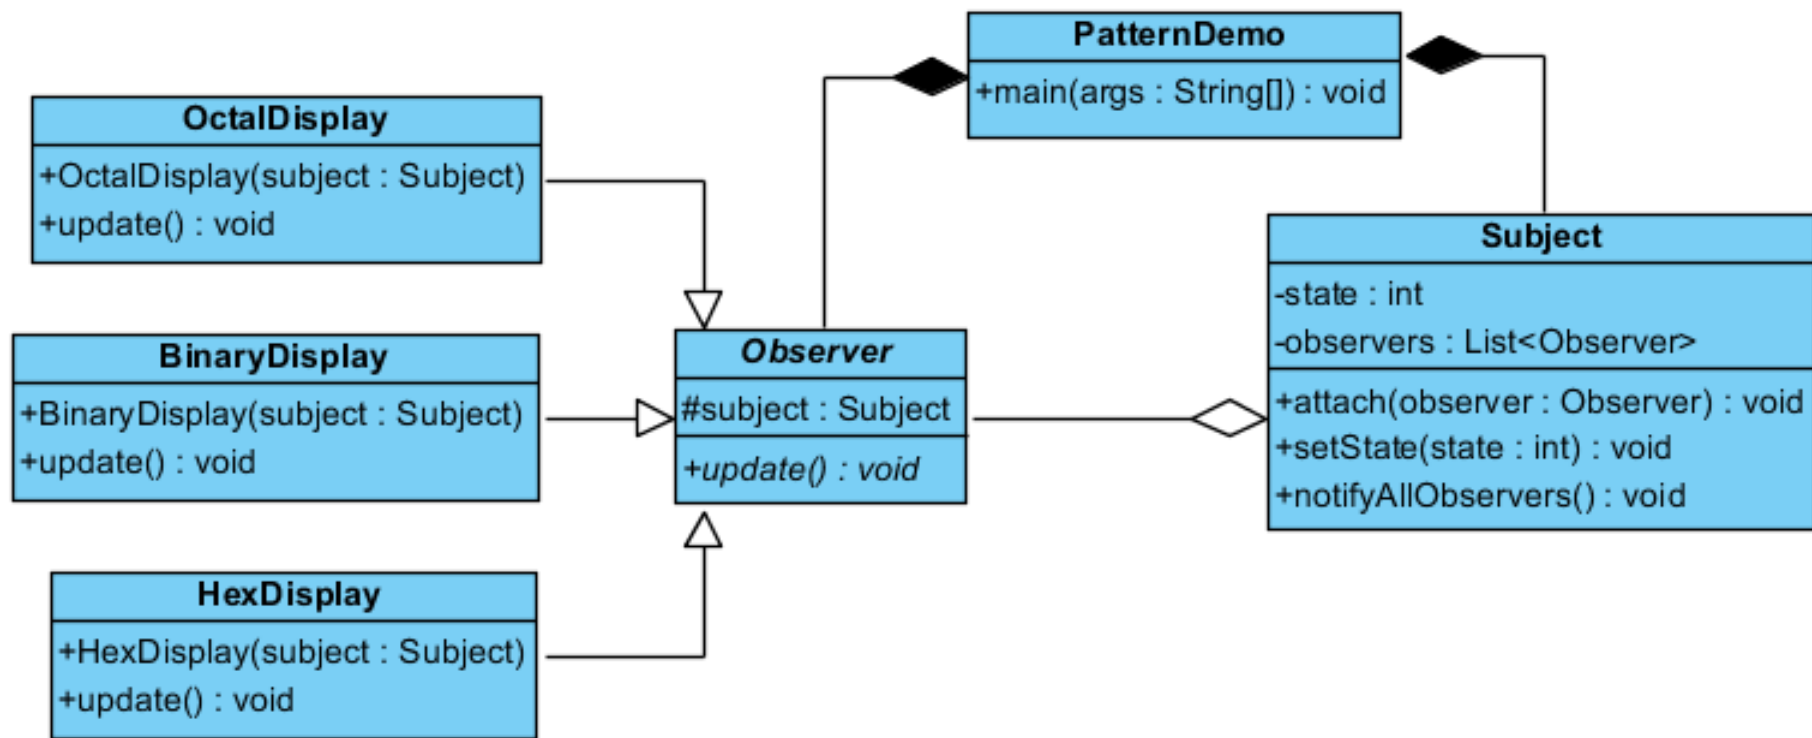 PatternDemo
+main(args : String[]) : void
OctalDisplay
+OctalDisplay(subject : Subject)
+update() : void
Subject
-state : int
-observers : List<Observer>
+attach(observer : Observer) : void
+setState(state : int) : void
+notifyAllObservers() : void
BinaryDisplay
+BinaryDisplay(subject : Subject)
+update() : void
Observer
#subject : Subject
+update() : void
HexDisplay
+HexDisplay(subject : Subject)
+update() : void